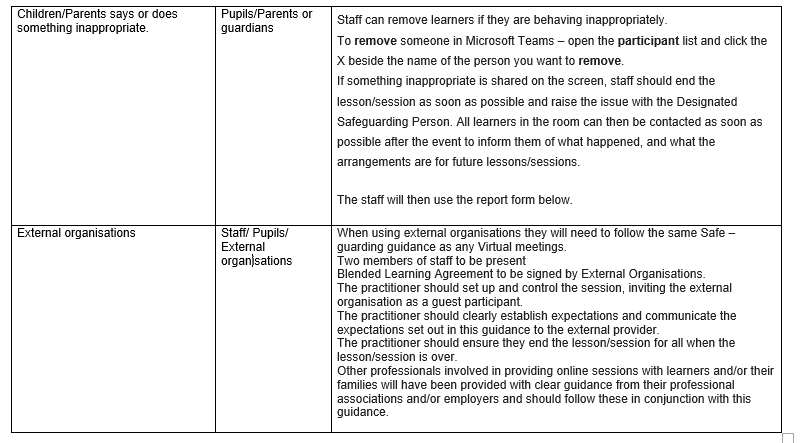 Children/Parents says or does
something inappropriate.
Pupils/Parents or
guardians
Staff can remove learners if they are behaving inappropriately.
To remove someone in Microsoft Teams – open the participant list and click the
X beside the name of the person you want to remove.
If something inappropriate is shared on the screen, staff should end the
lesson/session as soon as possible and raise the issue with the Designated
Safeguarding Person. All learners in the room can then be contacted as soon as
possible after the event to inform them of what happened, and what the
arrangements are for future lessons/sessions.
The staff will then use the report form below.
External organisations
Staff/ Pupils/
External
organisations
When using external organisations they will need to follow the same Safe –
guarding guidance as any Virtual meetings.
Two members of staff to be present
Blended Learning Agreement to be signed by External Organisations.
The practitioner should set up and control the session, inviting the external
organisation as a guest participant.
The practitioner should clearly establish expectations and communicate the
expectations set out in this guidance to the external provider.
The practitioner should ensure they end the lesson/session for all when the
lesson/session is over.
Other professionals involved in providing online sessions with learners and/or their
families will have been provided with clear guidance from their professional
associations and/or employers and should follow these in conjunction with this
guidance.